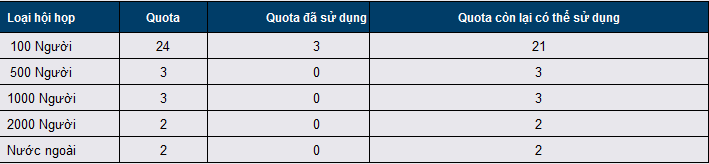 Loại hội họp Quota Quota đã sử dụng Quota còn lại có thể sử dụng
100 Người 24 3 21
500 Người 3 0 3
1000 Người 3 0 3
2000 Người 2 0 2
Nước ngoài 2 0 2